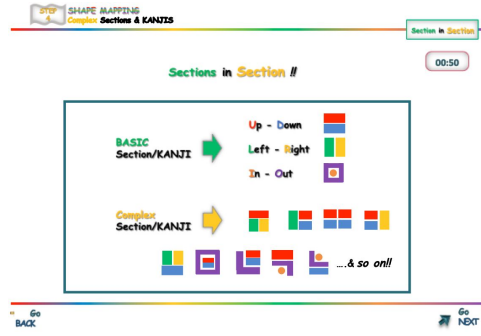 STEP 4
SHAPE MAPPING
Complex Sections & KANJIS
Section in Section
00:50
Sections in Section !!
BASIC
Section/KANJI
Up - Down
Left - Right
In - Out
Complex
Section/KANJI
....& so on!!
Go
BACK
Go
NEXT